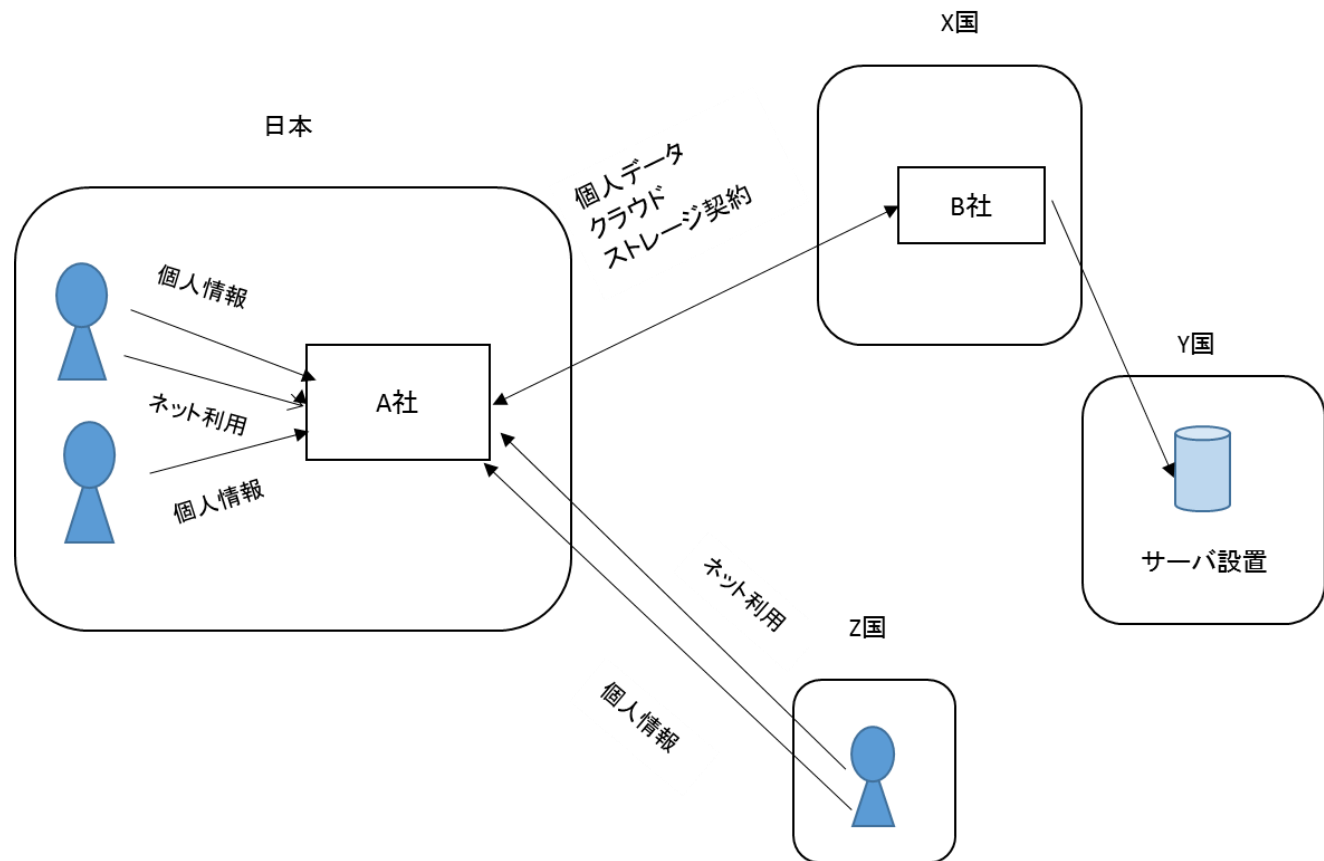 X国
日本
個人データ
クラウド
ストレージ契約
B社
個人情報
Y国
A社
ネット利用
個人情報
サーバ設置
ネット利用
Z国
個人情報